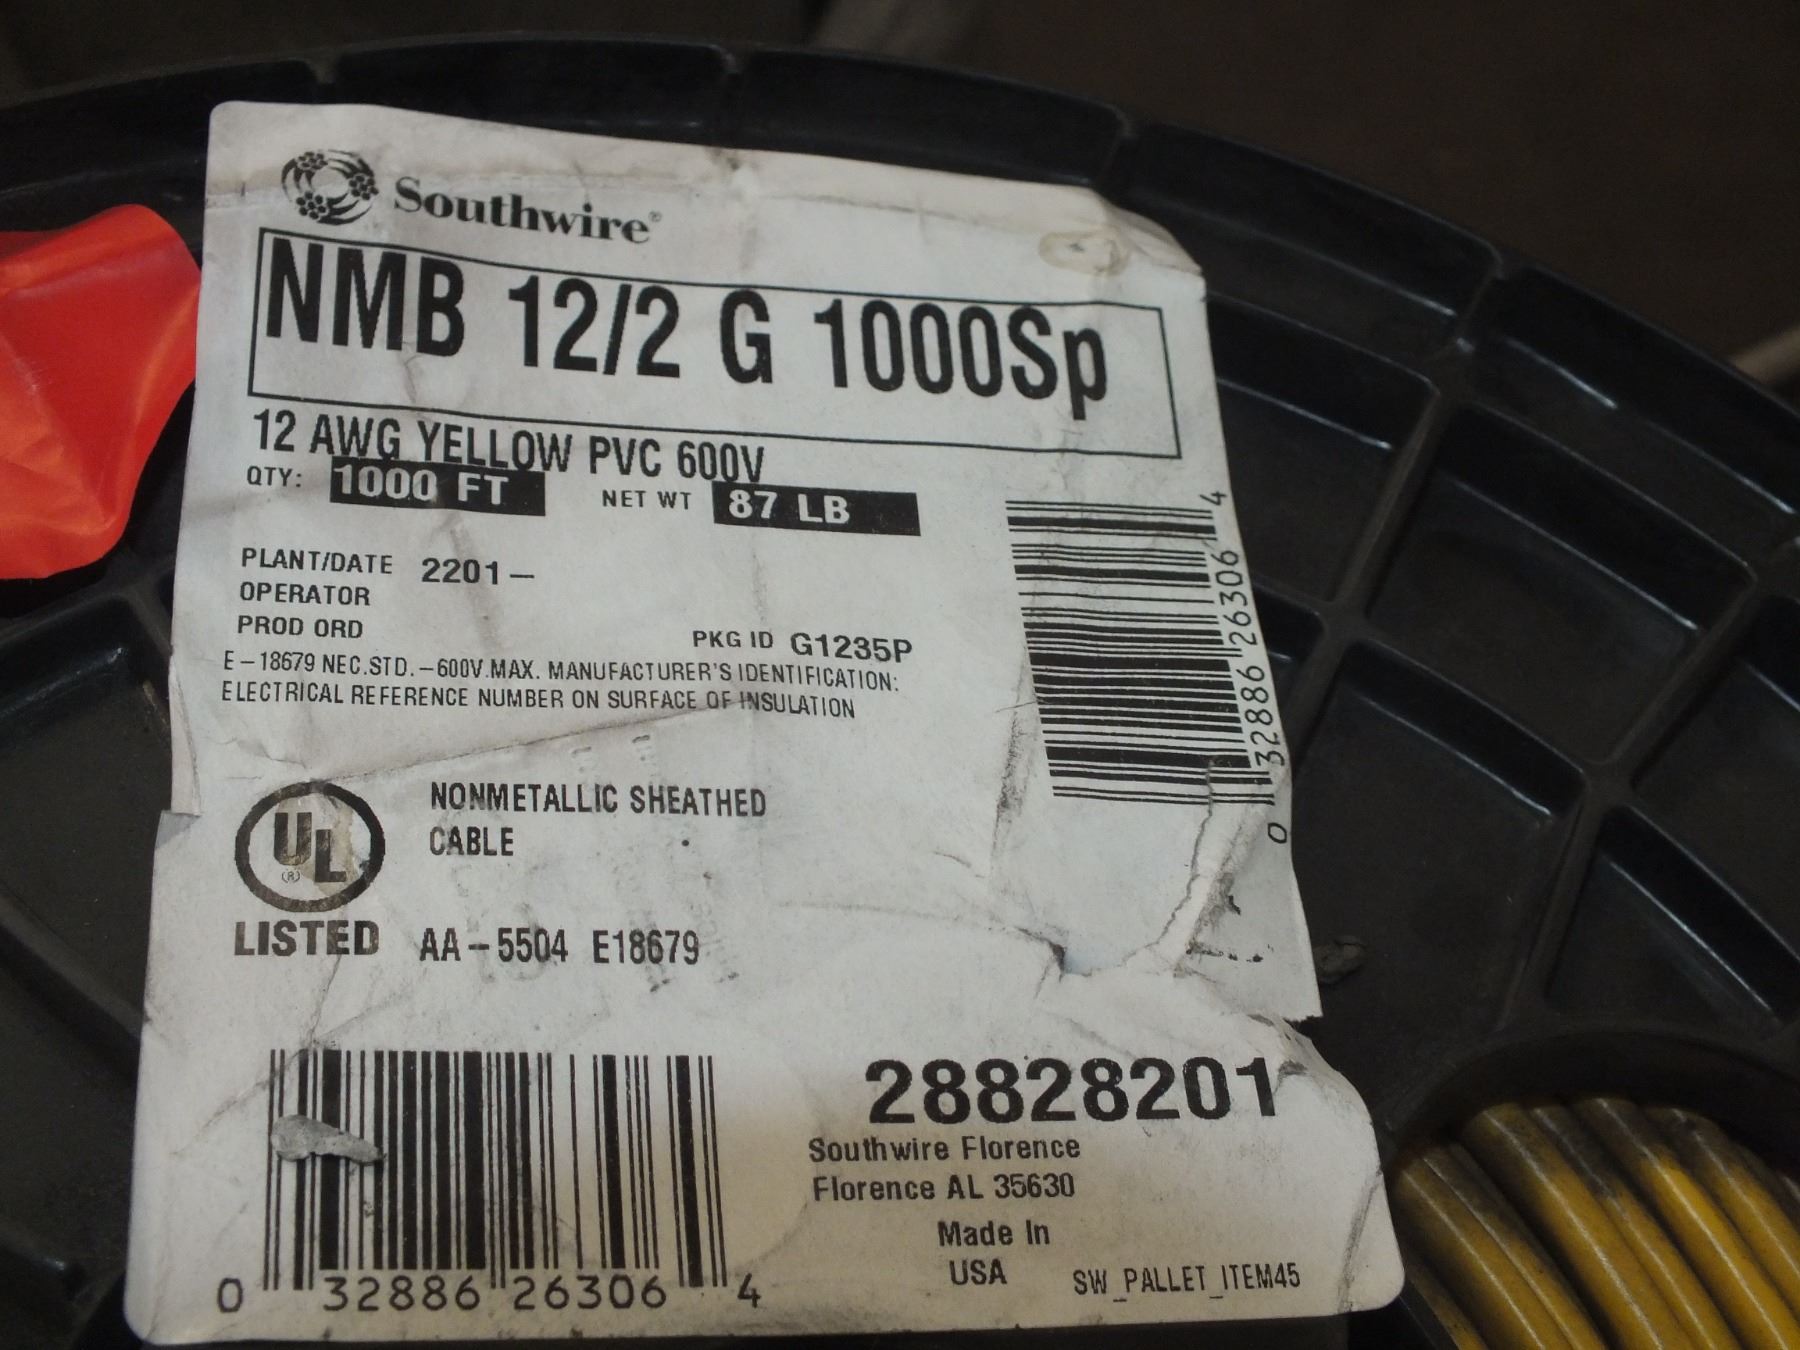 Southwire®
NMB 12/2 G 1000Sp
12 AWG YELLOW PVC 600V
QTY: 1000 FT NET WT 87 LB
PLANT/DATE 2201-
OPERATOR
PROD ORD
PKG ID G1235P
E-18679 NEC.STD.-600V.MAX. MANUFACTURER'S IDENTIFICATION:
ELECTRICAL REFERENCE NUMBER ON SURFACE OF INSULATION
0 32886 26306 4
UL
(R)
LISTED
NONMETALLIC SHEATHED
CABLE
AA-5504 E18679
0 32886 26306 4
28828201
Southwire Florence
Florence AL 35630
Made In
USA
SW_PALLET_ITEM45